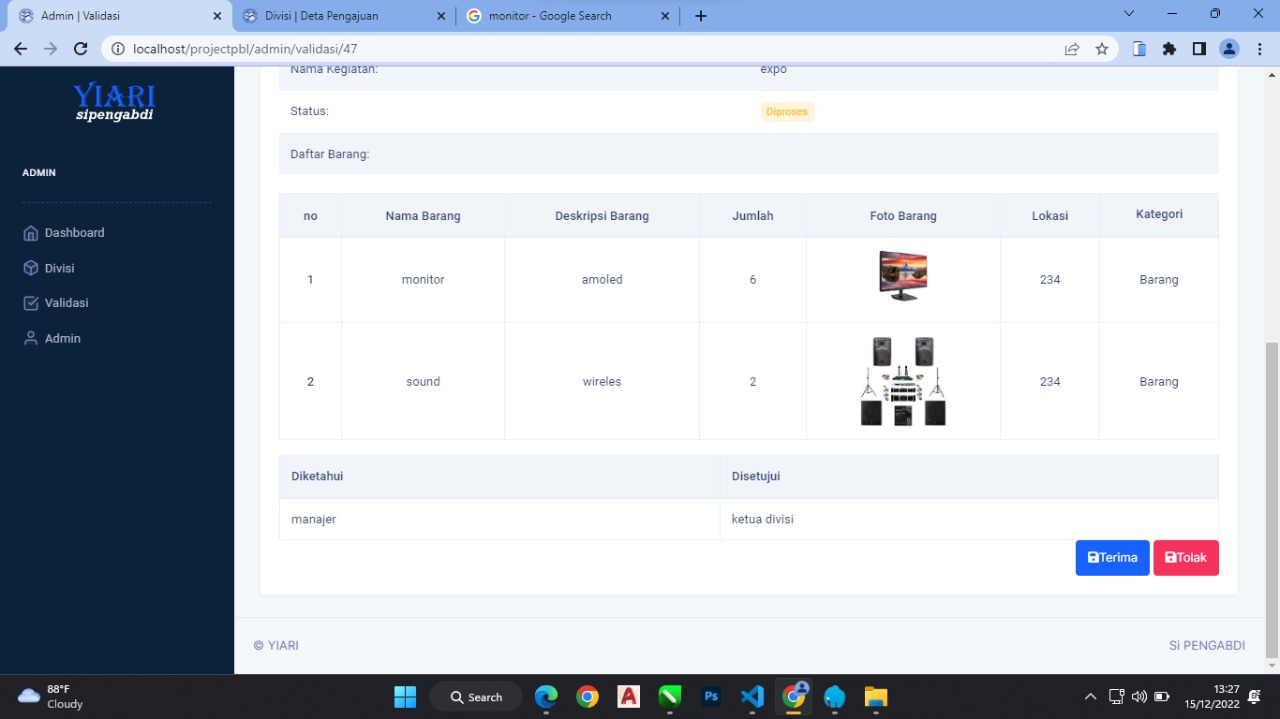 Admin | Validasi
Divisi | Deta Pengajuan
monitor - Google Search
localhost/projectpbl/admin/validasi/47
YIARI
sipengabdi
ADMIN
Dashboard
Divisi
Validasi
Admin
Nama Kegiatan: expo
Status: Diproses
Daftar Barang:
no Nama Barang Deskripsi Barang Jumlah Foto Barang Lokasi Kategori
1 monitor amoled 6 234 Barang
2 sound wireles 2 234 Barang
Diketahui Disetujui
manajer ketua divisi
Terima Tolak
© YIARI Si PENGABDI
88°F
Cloudy
Search
Ps
13:27
15/12/2022